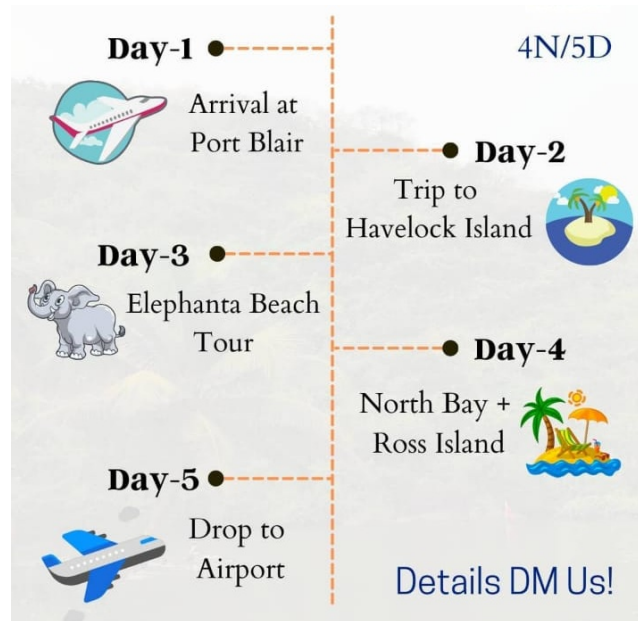 Day-1
4N/5D
Arrival at
Port Blair
Day-2
Trip to
Havelock Island
Day-3
Elephanta Beach
Tour
Day-4
North Bay +
Ross Island
Day-5
Drop to
Airport
Details DM Us!